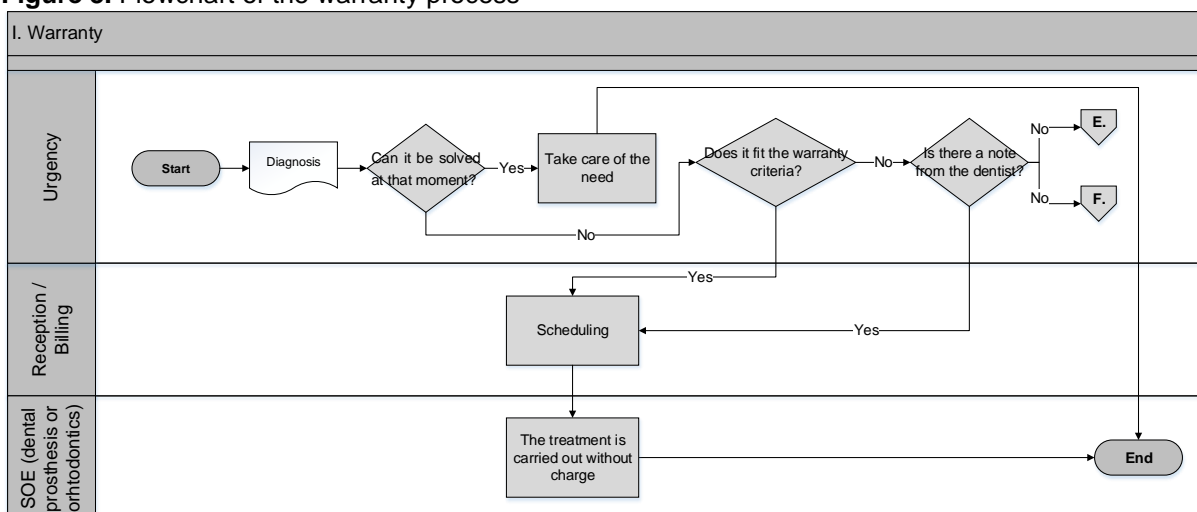 Figure 3. Flowchart of the warranty process
I. Warranty
Urgency
Start
Diagnosis
Can it be solved
at that moment?
Yes
Take care of the
need
No
Does it fit the warranty
criteria?
No
Is there a note
from the dentist?
No
E.
No
F.
Yes
Reception /
Billing
Scheduling
Yes
SOE (dental
prosthesis or
orhtodontics)
The treatment is
carried out without
charge
End